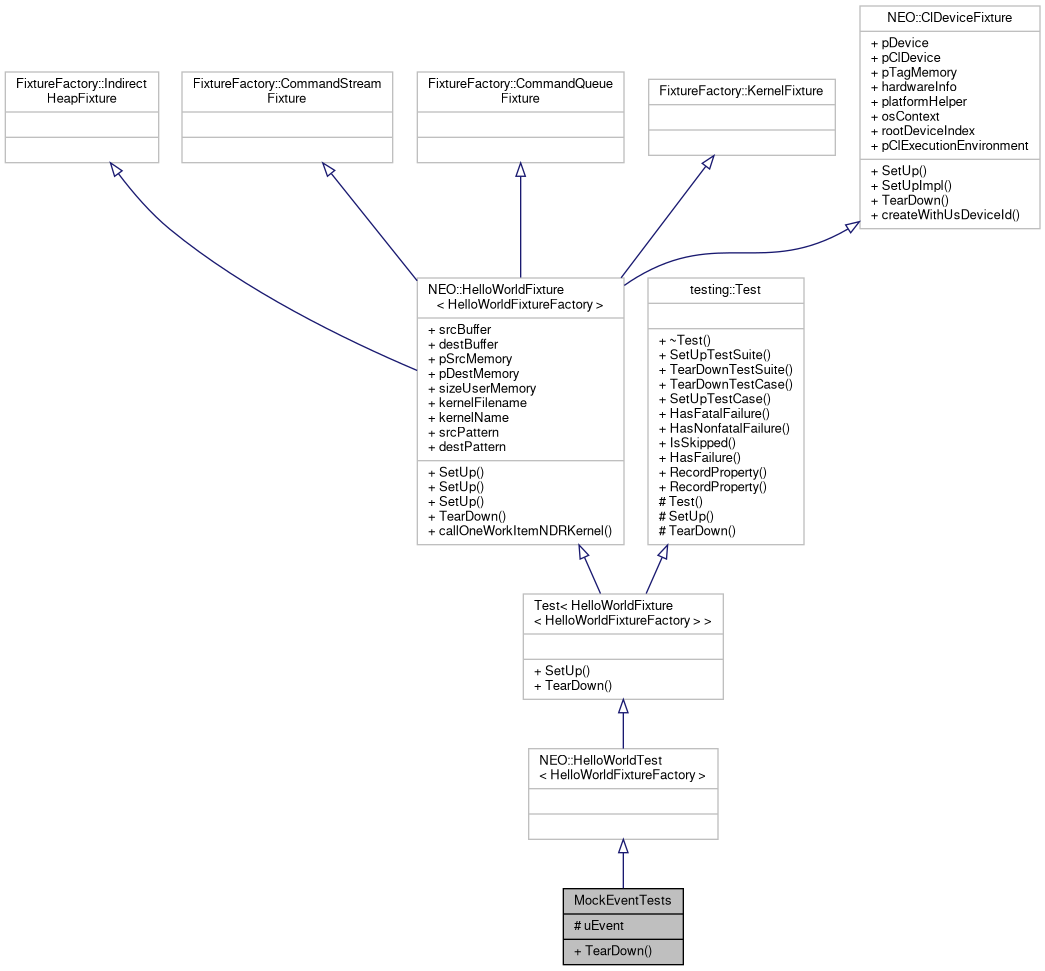 NEO::ClDeviceFixture
+ pDevice
+ pClDevice
+ pTagMemory
+ hardwareInfo
+ platformHelper
+ osContext
+ rootDeviceIndex
+ pClExecutionEnvironment
+ SetUp()
+ SetUpImpl()
+ TearDown()
+ createWithUsDeviceId()
FixtureFactory::Indirect
HeapFixture
FixtureFactory::CommandStream
Fixture
FixtureFactory::CommandQueue
Fixture
FixtureFactory::KernelFixture
NEO::HelloWorldFixture
< HelloWorldFixtureFactory >
+ srcBuffer
+ destBuffer
+ pSrcMemory
+ pDestMemory
+ sizeUserMemory
+ kernelFilename
+ kernelName
+ srcPattern
+ destPattern
+ SetUp()
+ SetUp()
+ SetUp()
+ TearDown()
+ callOneWorkItemNDRKernel()
testing::Test
+ ~Test()
+ SetUpTestSuite()
+ TearDownTestSuite()
+ TearDownTestCase()
+ SetUpTestCase()
+ HasFatalFailure()
+ HasNonfatalFailure()
+ IsSkipped()
+ HasFailure()
+ RecordProperty()
+ RecordProperty()
# Test()
# SetUp()
# TearDown()
Test< HelloWorldFixture
< HelloWorldFixtureFactory > >
+ SetUp()
+ TearDown()
NEO::HelloWorldTest
< HelloWorldFixtureFactory >
MockEventTests
# uEvent
+ TearDown()